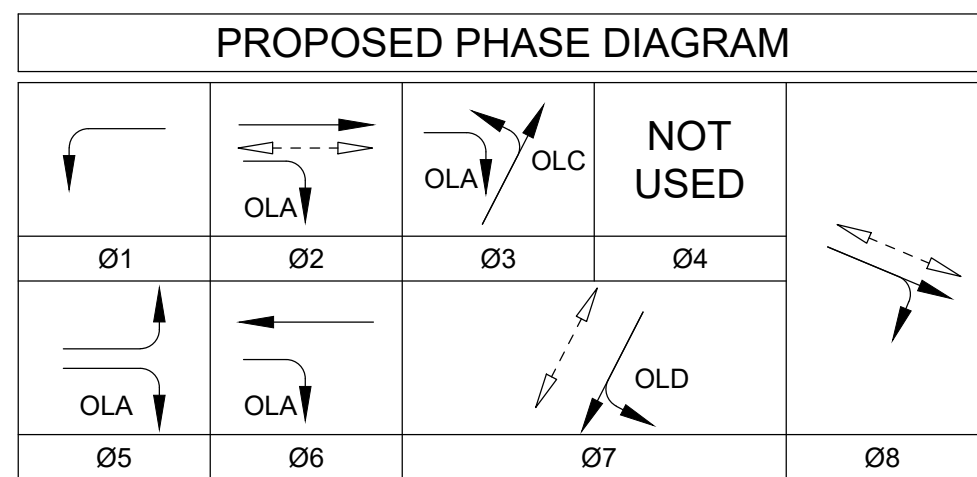 PROPOSED PHASE DIAGRAM
OLA
OLA
OLC
NOT
USED
Ø1
Ø2
Ø3
Ø4
OLA
OLA
OLD
Ø5
Ø6
Ø7
Ø8